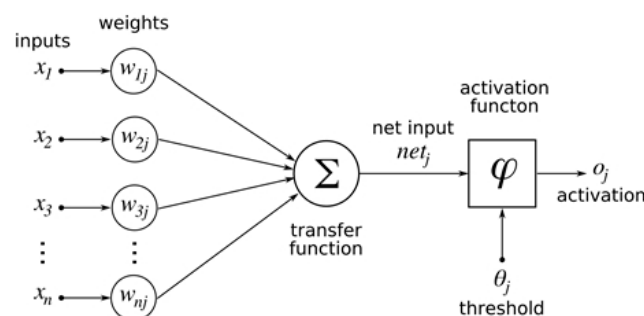 weights
inputs
x1
w1j
x2
w2j
x3
w3j
xn
wnj
Σ
transfer
function
net input
netj
activation
functon
φ
oj
activation
θj
threshold